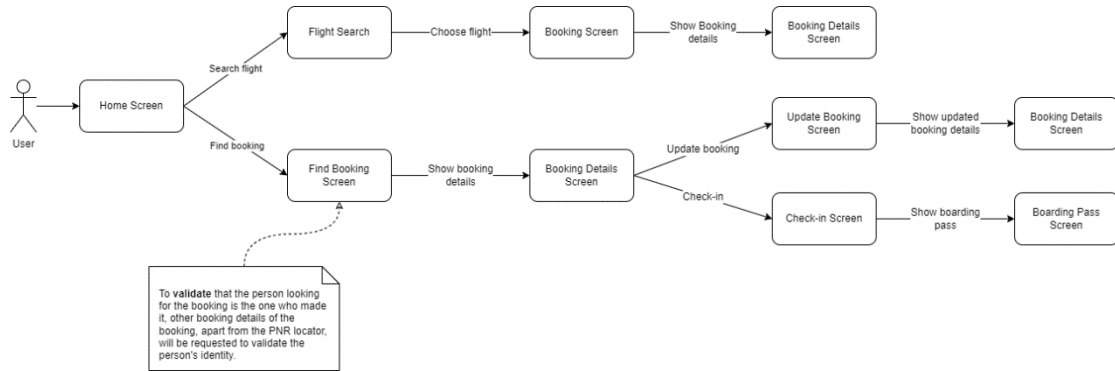 Flight Search
Choose flight
Booking Screen
Show Booking
details
Booking Details
Screen
Search flight
User
Home Screen
Find booking
Find Booking
Screen
Show booking
details
Booking Details
Screen
Update booking
Update Booking
Screen
Show updated
booking details
Booking Details
Screen
Check-in
Check-in Screen
Show boarding
pass
Boarding Pass
Screen
To validate that the person looking
for the booking is the one who made
it, other booking details of the
booking, apart from the PNR locator,
will be requested to validate the
person's identity.